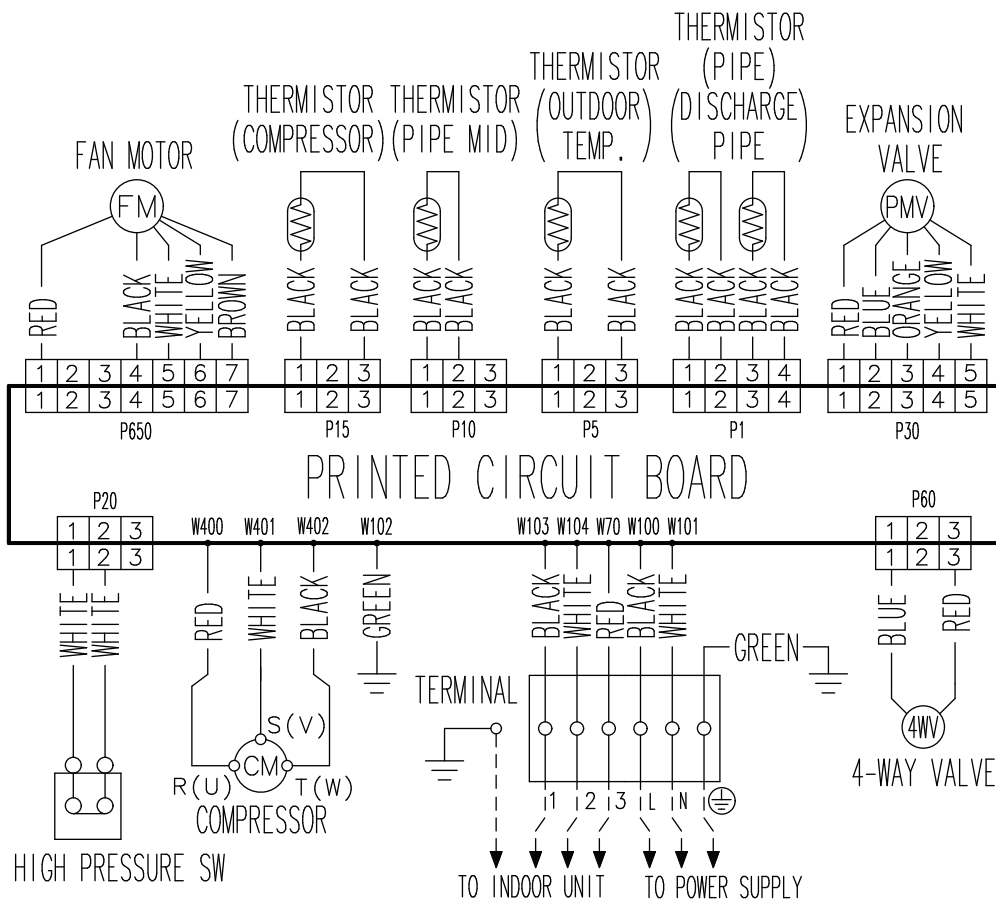 THERMISTOR
(PIPE)
(DISCHARGE)
PIPE
THERMISTOR
(OUTDOOR)
TEMP.
THERMISTOR
(COMPRESSOR)
THERMISTOR
(PIPE MID)
EXPANSION
VALVE
FAN MOTOR
FM
PMV
RED
BLACK
WHITE
YELLOW
BROWN
BLACK
BLACK
BLACK
BLACK
BLACK
BLACK
BLACK
BLACK
BLACK
BLACK
RED
BLUE
ORANGE
YELLOW
WHITE
1 2 3 4 5 6 7
1 2 3
1 2 3
1 2 3
1 2 3 4
1 2 3 4 5
1 2 3 4 5 6 7
1 2 3
1 2 3
1 2 3
1 2 3 4
1 2 3 4 5
P650
P15
P10
P5
P1
P30
PRINTED CIRCUIT BOARD
P20
W400
W401
W402
W102
W103
W104
W70
W100
W101
P60
1 2 3
1 2 3
1 2 3
1 2 3
WHITE
WHITE
RED
WHITE
BLACK
GREEN
BLACK
WHITE
RED
BLACK
WHITE
BLUE
RED
GREEN
TERMINAL
S(V)
CM
R(U)
T(W)
COMPRESSOR
4WV
4-WAY VALVE
1 2 3 L N
HIGH PRESSURE SW
TO INDOOR UNIT
TO POWER SUPPLY